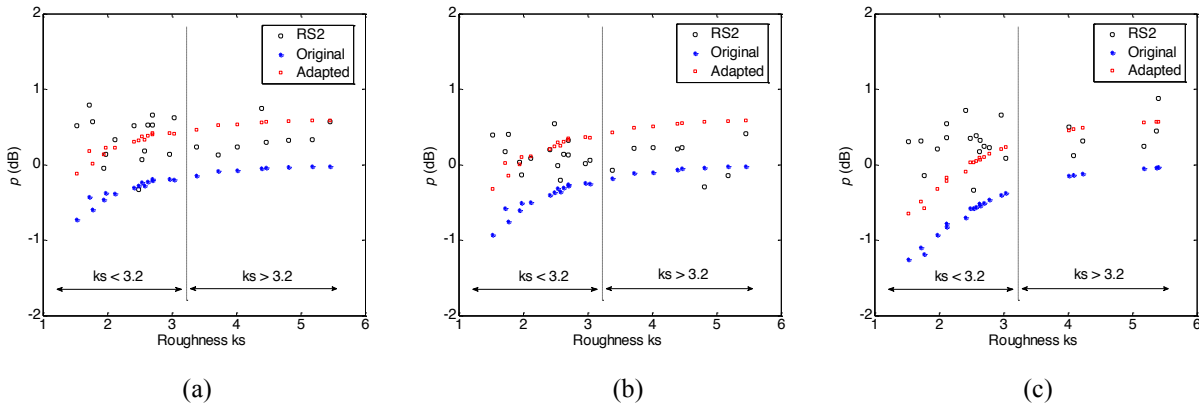 2
1
0
-1
-2
p (dB)
RS2
Original
Adapted
ks < 3.2
ks > 3.2
1 2 3 4 5 6
Roughness ks
(a)
2
1
0
-1
-2
p (dB)
RS2
Original
Adapted
ks < 3.2
ks > 3.2
1 2 3 4 5 6
Roughness ks
(b)
2
1
0
-1
-2
p (dB)
RS2
Original
Adapted
ks < 3.2
ks > 3.2
1 2 3 4 5 6
Roughness ks
(c)